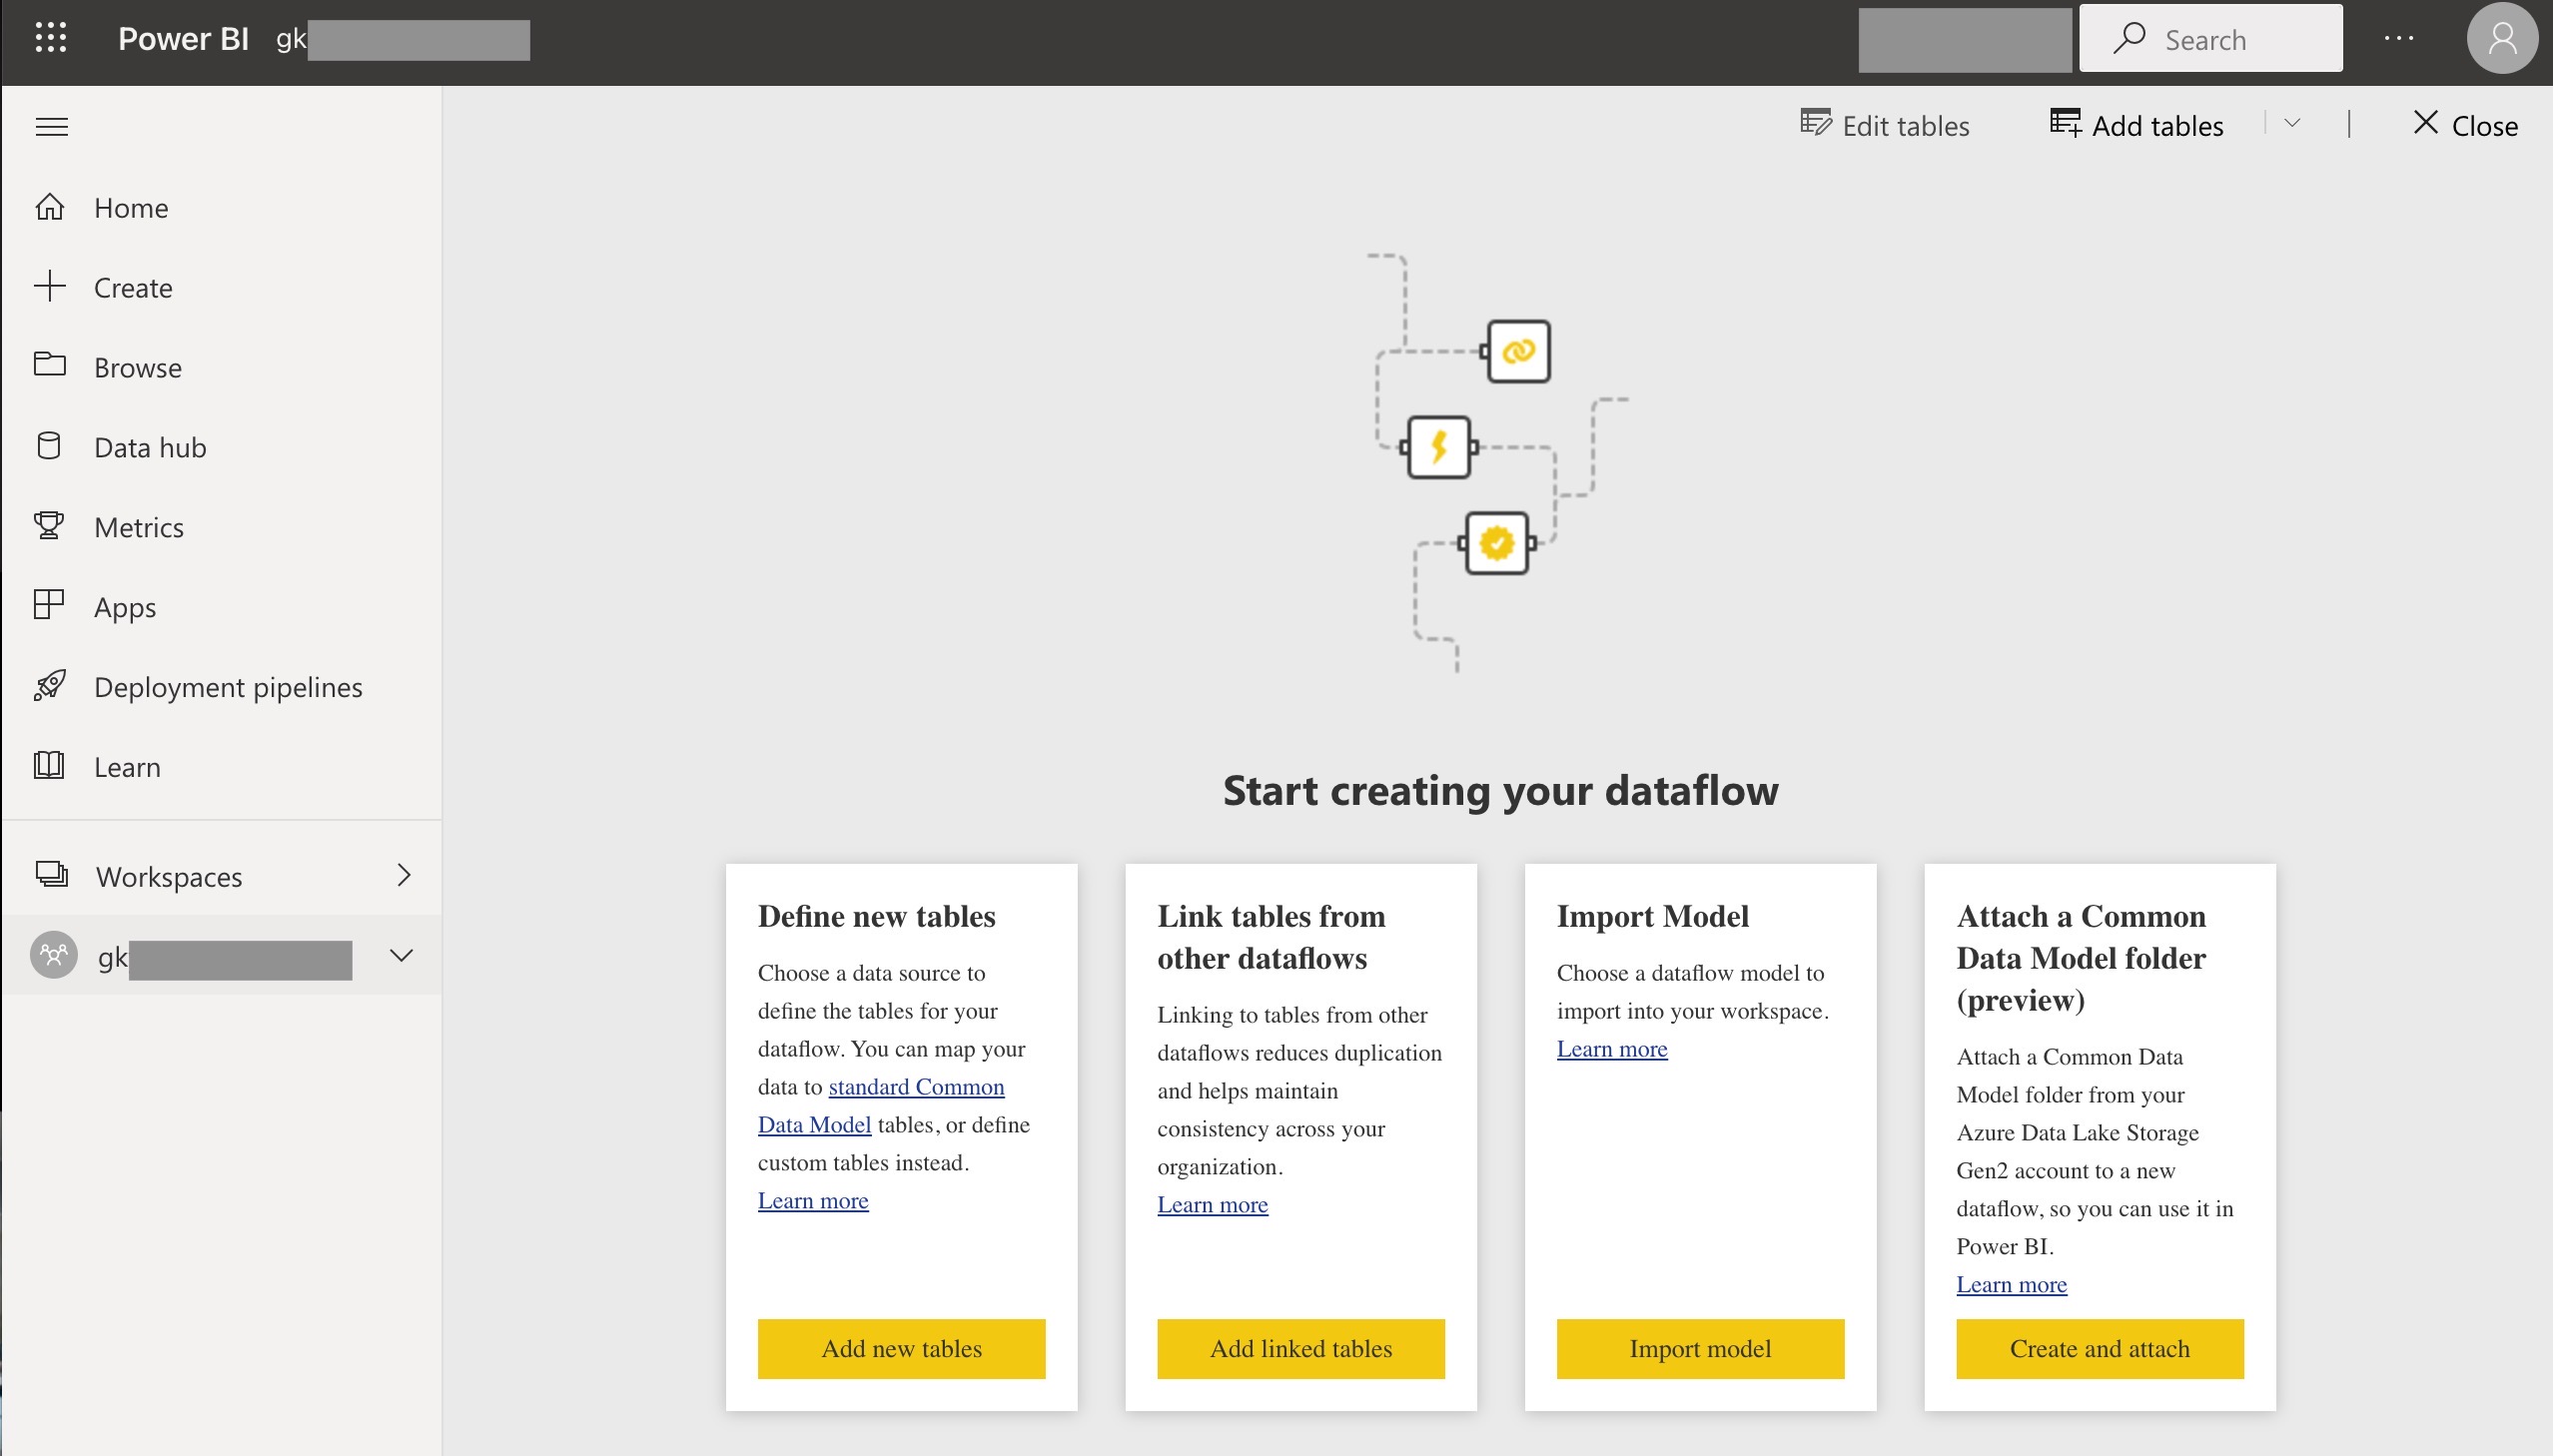 Power BI gk
Search
Edit tables
Add tables
Close
Home
Create
Browse
Data hub
Metrics
Apps
Deployment pipelines
Learn
Workspaces
gk
Start creating your dataflow
Define new tables
Choose a data source to
define the tables for your
dataflow. You can map your
data to standard Common
Data Model tables, or define
custom tables instead.
Learn more
Add new tables
Link tables from
other dataflows
Linking to tables from other
dataflows reduces duplication
and helps maintain
consistency across your
organization.
Learn more
Add linked tables
Import Model
Choose a dataflow model to
import into your workspace.
Learn more
Import model
Attach a Common
Data Model folder
(preview)
Attach a Common Data
Model folder from your
Azure Data Lake Storage
Gen2 account to a new
dataflow, so you can use it in
Power BI.
Learn more
Create and attach